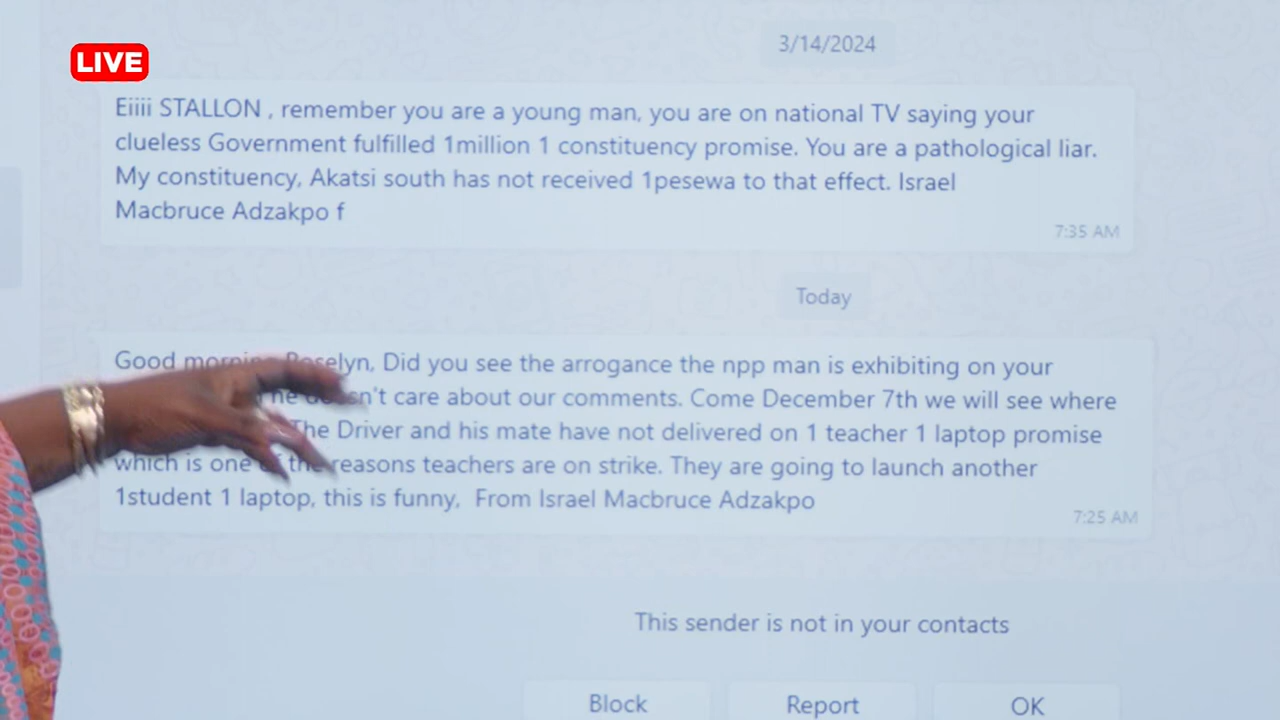 LIVE
3/14/2024
Eiiii STALLON , remember you are a young man, you are on national TV saying your
clueless Government fulfilled 1million 1 constituency promise. You are a pathological liar.
My constituency, Akatsi south has not received 1pesewa to that effect. Israel
Macbruce Adzakpo f
7:35 AM
Today
Good morning Roselyn, Did you see the arrogance the npp man is exhibiting on your
doesn't care about our comments. Come December 7th we will see where
The Driver and his mate have not delivered on 1 teacher 1 laptop promise
which is one of the reasons teachers are on strike. They are going to launch another
1student 1 laptop, this is funny, From Israel Macbruce Adzakpo
7:25 AM
This sender is not in your contacts
Block
Report
OK